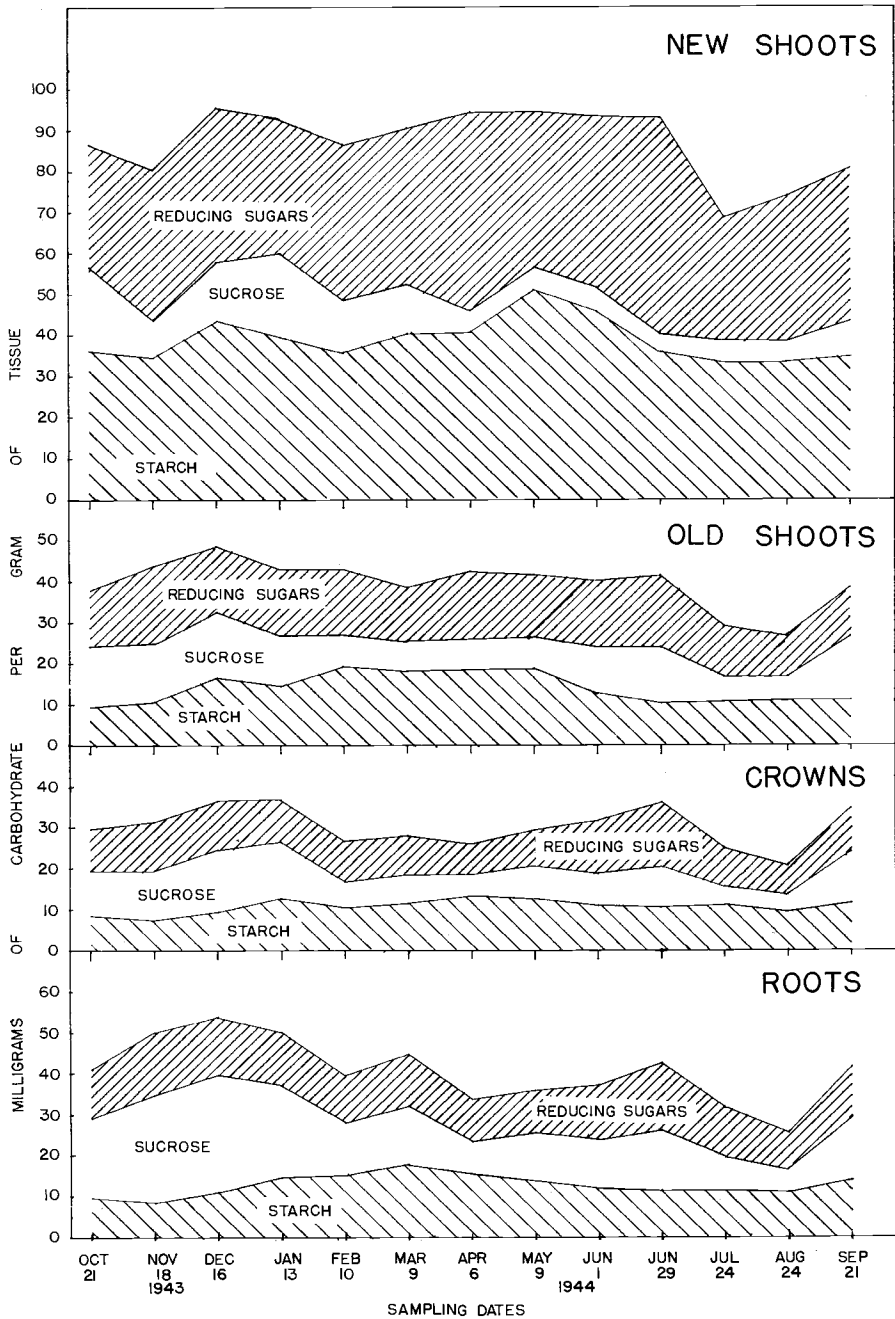 NEW SHOOTS
100
90
80
70
60
50
40
30
20
10
0
REDUCING SUGARS
SUCROSE
STARCH
OLD SHOOTS
50
40
30
20
10
0
REDUCING SUGARS
SUCROSE
STARCH
CROWNS
40
30
20
10
0
REDUCING SUGARS
SUCROSE
STARCH
ROOTS
60
50
40
30
20
10
0
REDUCING SUGARS
SUCROSE
STARCH
MILLIGRAMS OF CARBOHYDRATE PER GRAM OF TISSUE
OCT NOV DEC JAN FEB MAR APR MAY JUN JUN JUL AUG SEP
21 18 16 13 10 9 6 9 1 29 24 24 21
1943 1944
SAMPLING DATES